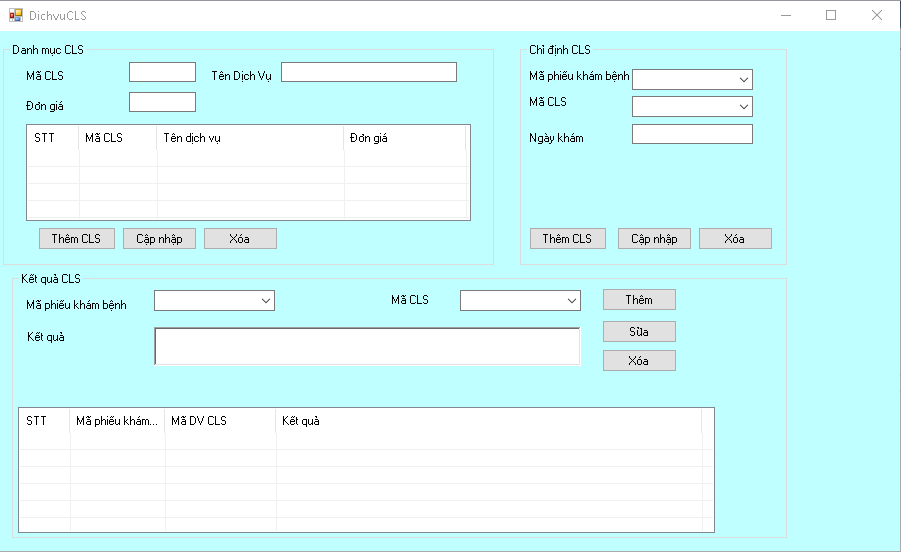 DichvuCLS
Danh mục CLS
Mã CLS
Tên Dịch Vụ
Đơn giá
STT Mã CLS Tên dịch vụ Đơn giá
Thêm CLS Cập nhập Xóa
Chỉ định CLS
Mã phiếu khám bệnh
Mã CLS
Ngày khám
Thêm CLS Cập nhập Xóa
Kết quả CLS
Mã phiếu khám bệnh
Mã CLS
Thêm
Kết quả
Sửa
Xóa
STT Mã phiếu khám... Mã DV CLS Kết quả